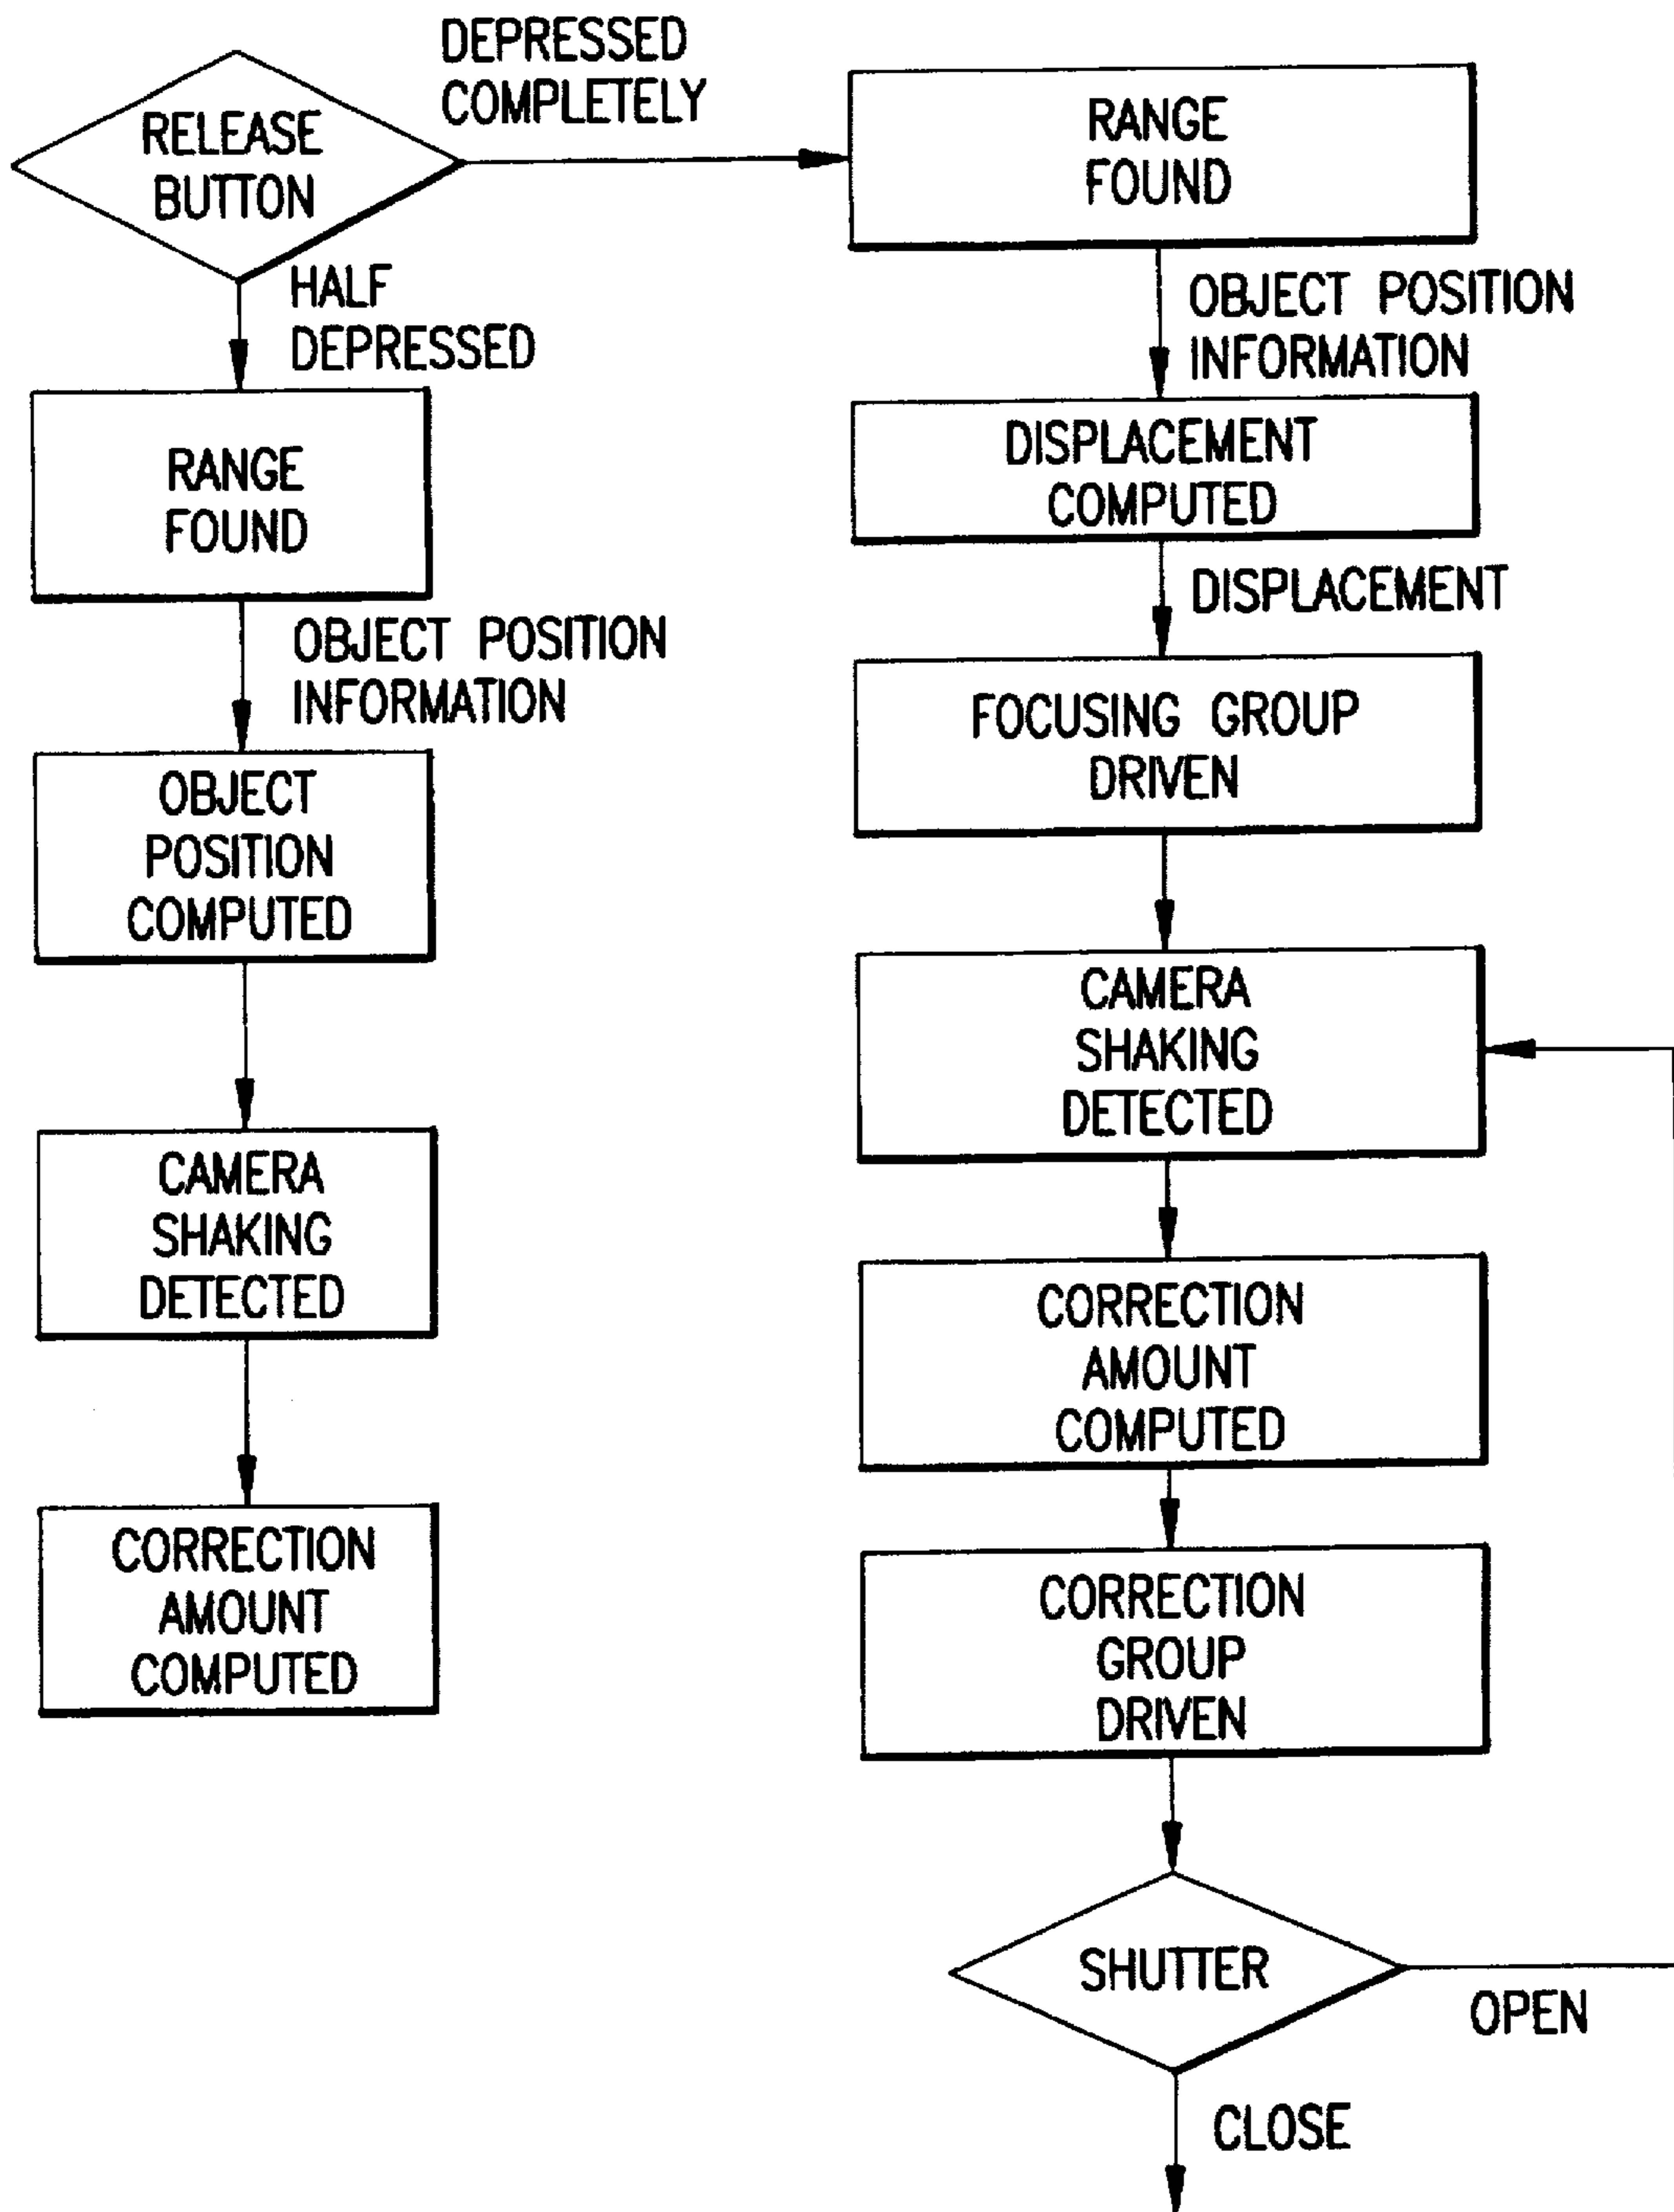 RELEASE
BUTTON
DEPRESSED
COMPLETELY
HALF
DEPRESSED
RANGE
FOUND
OBJECT POSITION
INFORMATION
OBJECT
POSITION
COMPUTED
CAMERA
SHAKING
DETECTED
CORRECTION
AMOUNT
COMPUTED
RANGE
FOUND
OBJECT POSITION
INFORMATION
DISPLACEMENT
COMPUTED
DISPLACEMENT
FOCUSING GROUP
DRIVEN
CAMERA
SHAKING
DETECTED
CORRECTION
AMOUNT
COMPUTED
CORRECTION
GROUP
DRIVEN
SHUTTER
OPEN
CLOSE